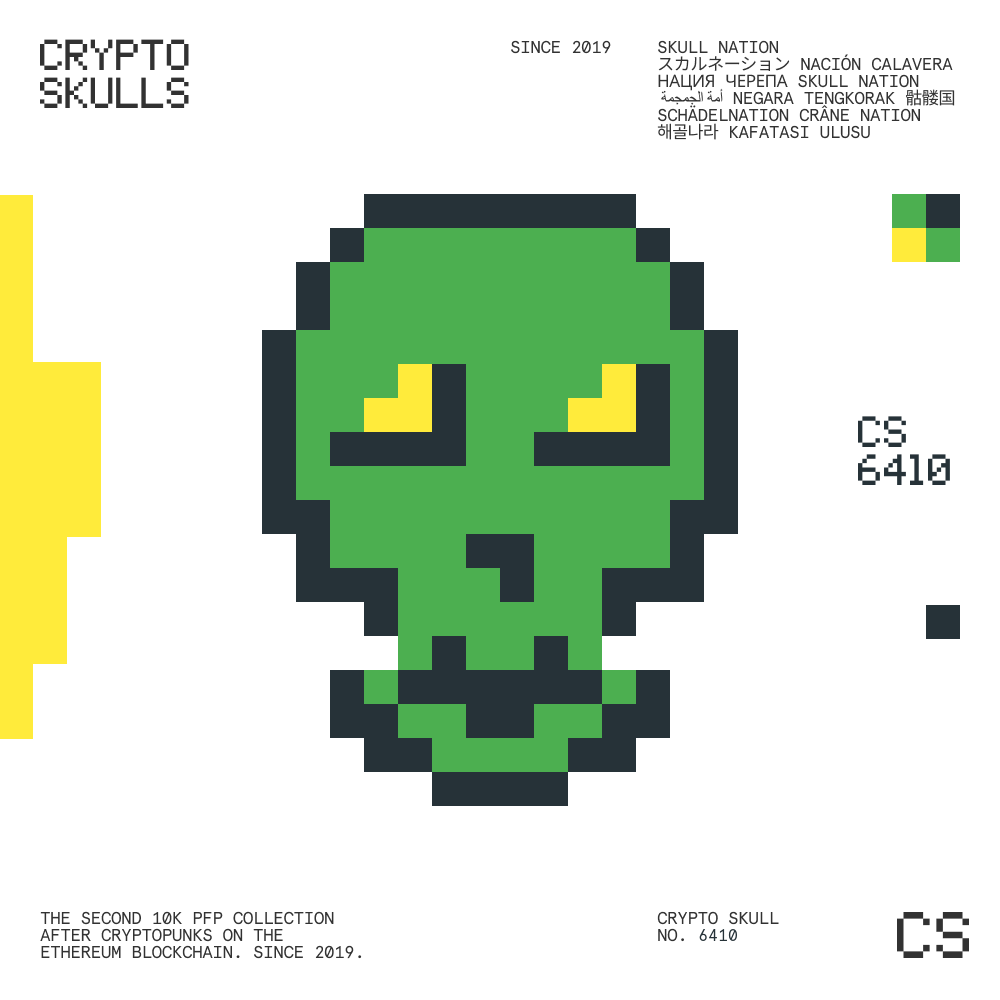 CRYPTO
SKULLS
SINCE 2019
SKULL NATION
スカルネーション NACIÓN CALAVERA
НАЦИЯ ЧЕРЕПА SKULL NATION
أمة الجمجمة NEGARA TENGKORAK 骷髅国
SCHÄDELNATION CRÂNE NATION
해골나라 KAFATASI ULUSU
CS
6410
THE SECOND 10K PFP COLLECTION
AFTER CRYPTOPUNKS ON THE
ETHEREUM BLOCKCHAIN. SINCE 2019.
CRYPTO SKULL
NO. 6410
CS